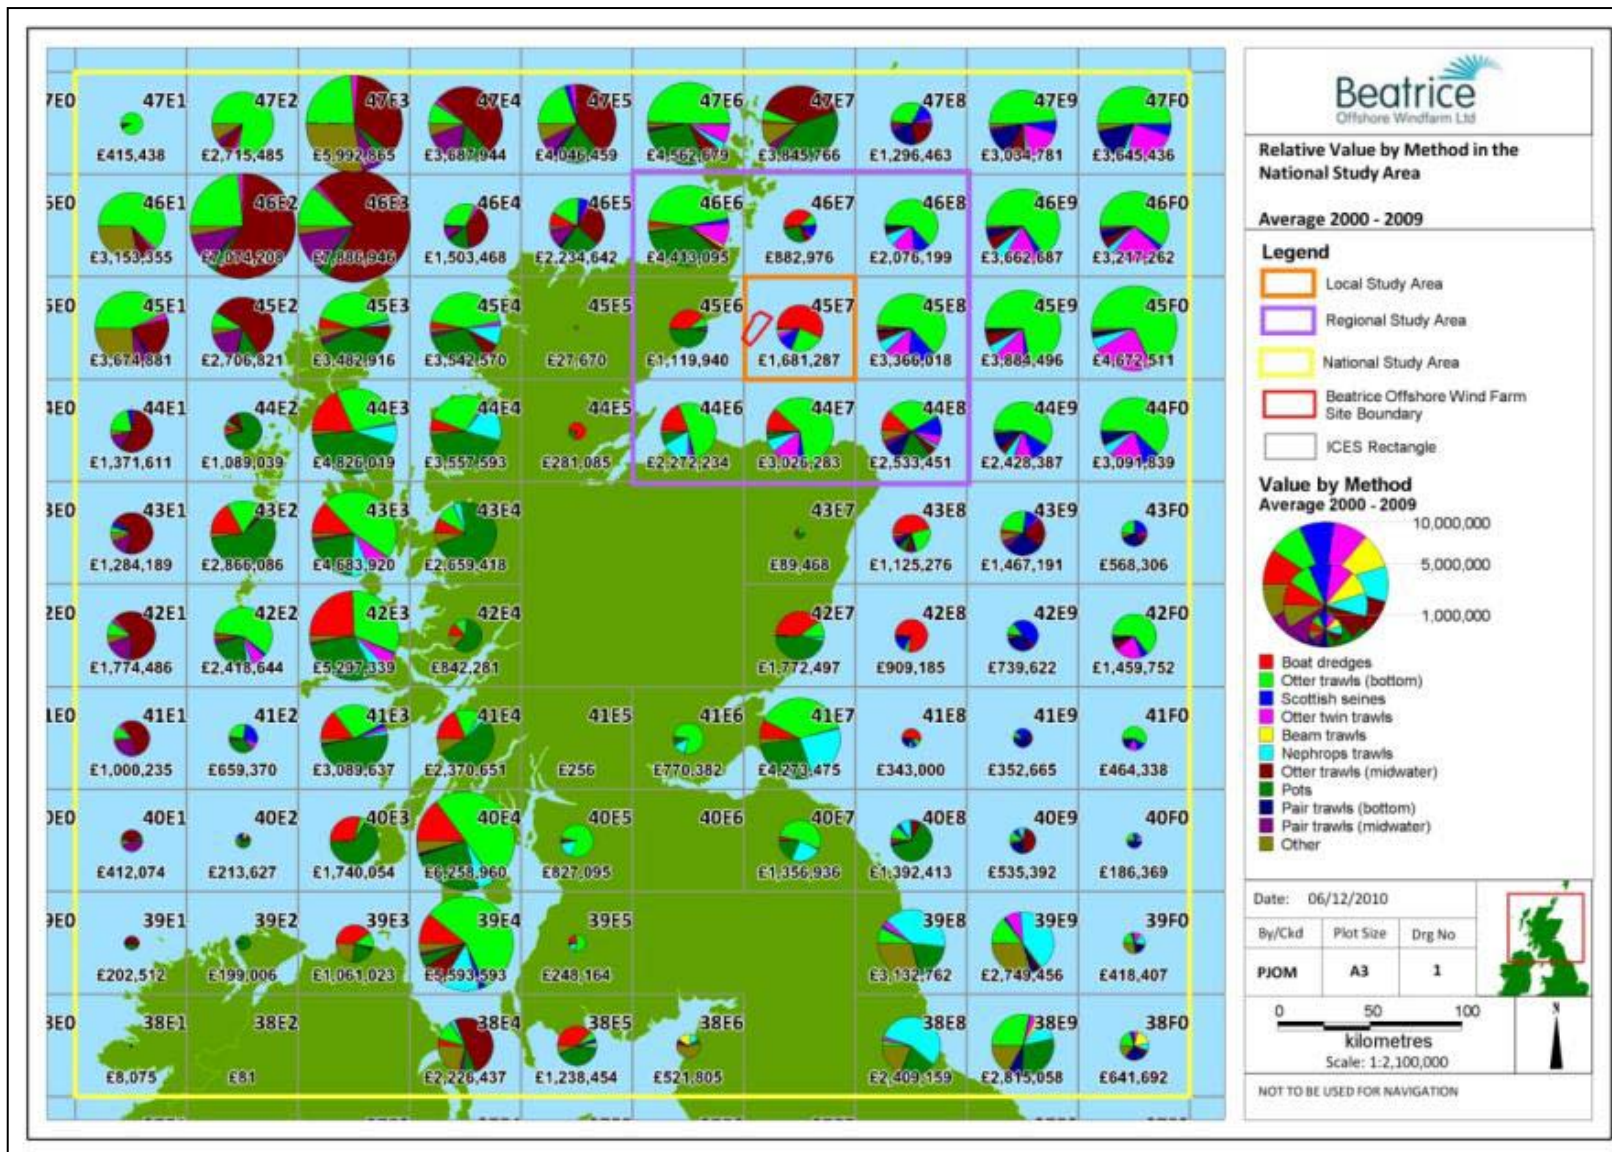 7E0 47E1 47E2 47E3 47E4 47E5 47E6 47E7 47E8 47E9 47F0
£415,438 £2,715,485 £5,992,865 £3,687,944 £4,046,459 £4,562,679 £3,845,766 £1,296,463 £3,034,781 £3,645,436
46E1 46E2 46E3 46E4 46E5 46E6 46E7 46E8 46E9 46F0
£3,153,355 £7,074,208 £7,886,946 £1,503,468 £2,234,642 £4,413,095 £882,976 £2,076,199 £3,662,687 £3,217,262
45E1 45E2 45E3 45E4 45E5 45E6 45E7 45E8 45E9 45F0
£3,674,881 £2,706,821 £3,482,916 £3,542,570 £27,670 £1,119,940 £1,681,287 £3,366,018 £3,884,496 £4,672,511
44E1 44E2 44E3 44E4 44E5 44E6 44E7 44E8 44E9 44F0
£1,371,611 £1,089,039 £4,826,019 £3,557,593 £281,085 £2,272,234 £3,026,283 £2,533,451 £2,428,387 £3,091,839
43E1 43E2 43E3 43E4 43E7 43E8 43E9 43F0
£1,284,189 £2,866,086 £4,683,920 £2,659,418 £89,468 £1,125,276 £1,467,191 £568,306
42E1 42E2 42E3 42E4 42E7 42E8 42E9 42F0
£1,774,486 £2,418,644 £5,297,339 £842,281 £1,772,497 £909,185 £739,622 £1,459,752
41E1 41E2 41E3 41E4 41E5 41E6 41E7 41E8 41E9 41F0
£1,000,235 £659,370 £3,089,637 £2,370,651 £256 £770,382 £4,273,475 £343,000 £352,665 £464,338
40E1 40E2 40E3 40E4 40E5 40E6 40E7 40E8 40E9 40F0
£412,074 £213,627 £1,740,054 £6,258,960 £827,095 £1,356,936 £1,392,413 £535,392 £186,369
39E1 39E2 39E3 39E4 39E5 39E8 39E9 39F0
£202,512 £199,006 £1,061,023 £5,593,593 £248,164 £3,132,762 £2,749,456 £418,407
38E1 38E2 38E4 38E5 38E6 38E8 38E9 38F0
£8,075 £81 £2,226,437 £1,238,454 £521,805 £2,409,159 £2,815,058 £641,692
Beatrice
Offshore Windfarm Ltd
Relative Value by Method in the
National Study Area
Average 2000 - 2009
Legend
Local Study Area
Regional Study Area
National Study Area
Beatrice Offshore Wind Farm
Site Boundary
ICES Rectangle
Value by Method
Average 2000 - 2009
10,000,000
5,000,000
1,000,000
Boat dredges
Otter trawls (bottom)
Scottish seines
Otter twin trawls
Beam trawls
Nephrops trawls
Otter trawls (midwater)
Pots
Pair trawls (bottom)
Pair trawls (midwater)
Other
Date: 06/12/2010
By/Ckd Plot Size Drg No
PJOM A3 1
0 50 100
kilometres
Scale: 1:2,100,000
N
NOT TO BE USED FOR NAVIGATION